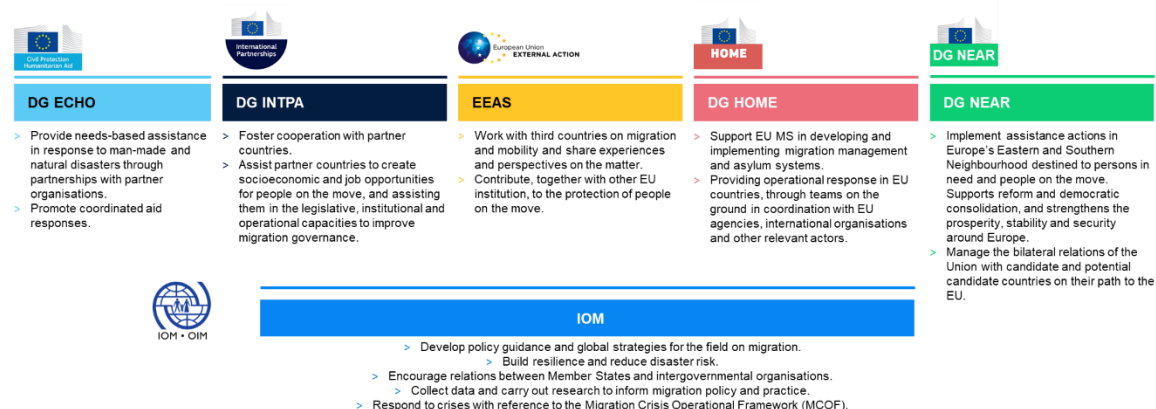 Civil Protection
Humanitarian Aid
International
Partnerships
European Union
EXTERNAL ACTION
HOME
DG NEAR
DG ECHO
> Provide needs-based assistance
in response to man-made and
natural disasters through
partnerships with partner
organisations.
> Promote coordinated aid
responses.
DG INTPA
> Foster cooperation with partner
countries.
> Assist partner countries to create
socioeconomic and job opportunities
for people on the move, and assisting
them in the legislative, institutional and
operational capacities to improve
migration governance.
EEAS
> Work with third countries on migration
and mobility and share experiences
and perspectives on the matter.
> Contribute, together with other EU
institution, to the protection of people
on the move.
DG HOME
> Support EU MS in developing and
implementing migration management
and asylum systems.
> Providing operational response in EU
countries, through teams on the
ground in coordination with EU
agencies, international organisations
and other relevant actors.
DG NEAR
> Implement assistance actions in
Europe's Eastern and Southern
Neighbourhood destined to persons in
need and people on the move.
Supports reform and democratic
consolidation, and strengthens the
prosperity, stability and security
around Europe.
> Manage the bilateral relations of the
Union with candidate and potential
candidate countries on their path to the
EU.
IOM • OIM
IOM
> Develop policy guidance and global strategies for the field on migration.
> Build resilience and reduce disaster risk.
> Encourage relations between Member States and intergovernmental organisations.
> Collect data and carry out research to inform migration policy and practice.
> Respond to crises with reference to the Migration Crisis Operational Framework (MCOF).